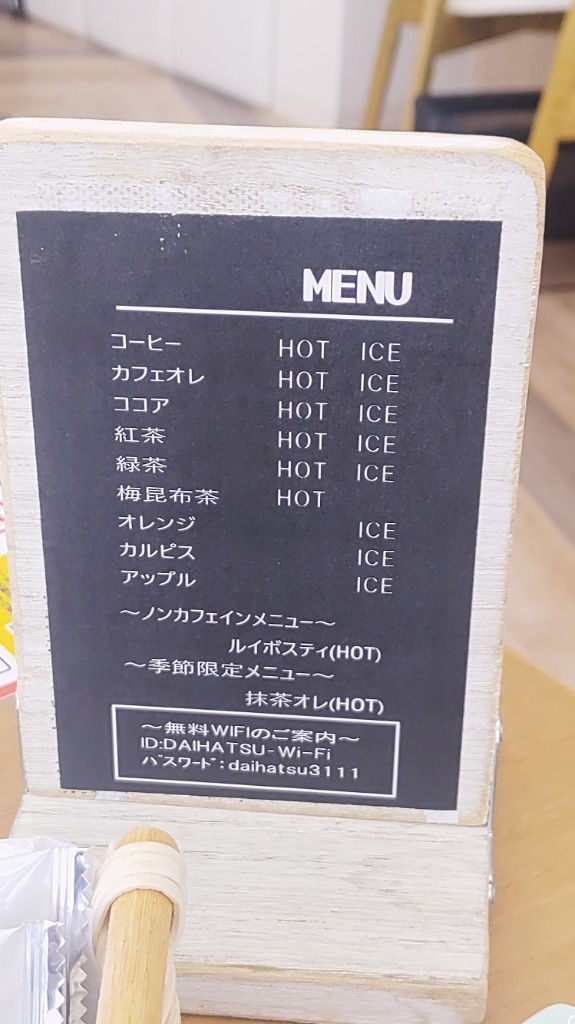 MENU
コーヒー HOT ICE
カフェオレ HOT ICE
ココア HOT ICE
紅茶 HOT ICE
緑茶 HOT ICE
梅昆布茶 HOT
オレンジ ICE
カルピス ICE
アップル ICE
～ノンカフェインメニュー～
ルイボスティ(HOT)
～季節限定メニュー～
抹茶オレ(HOT)
～無料WIFIのご案内～
ID:DAIHATSU-Wi-Fi
パスワード:daihatsu3111